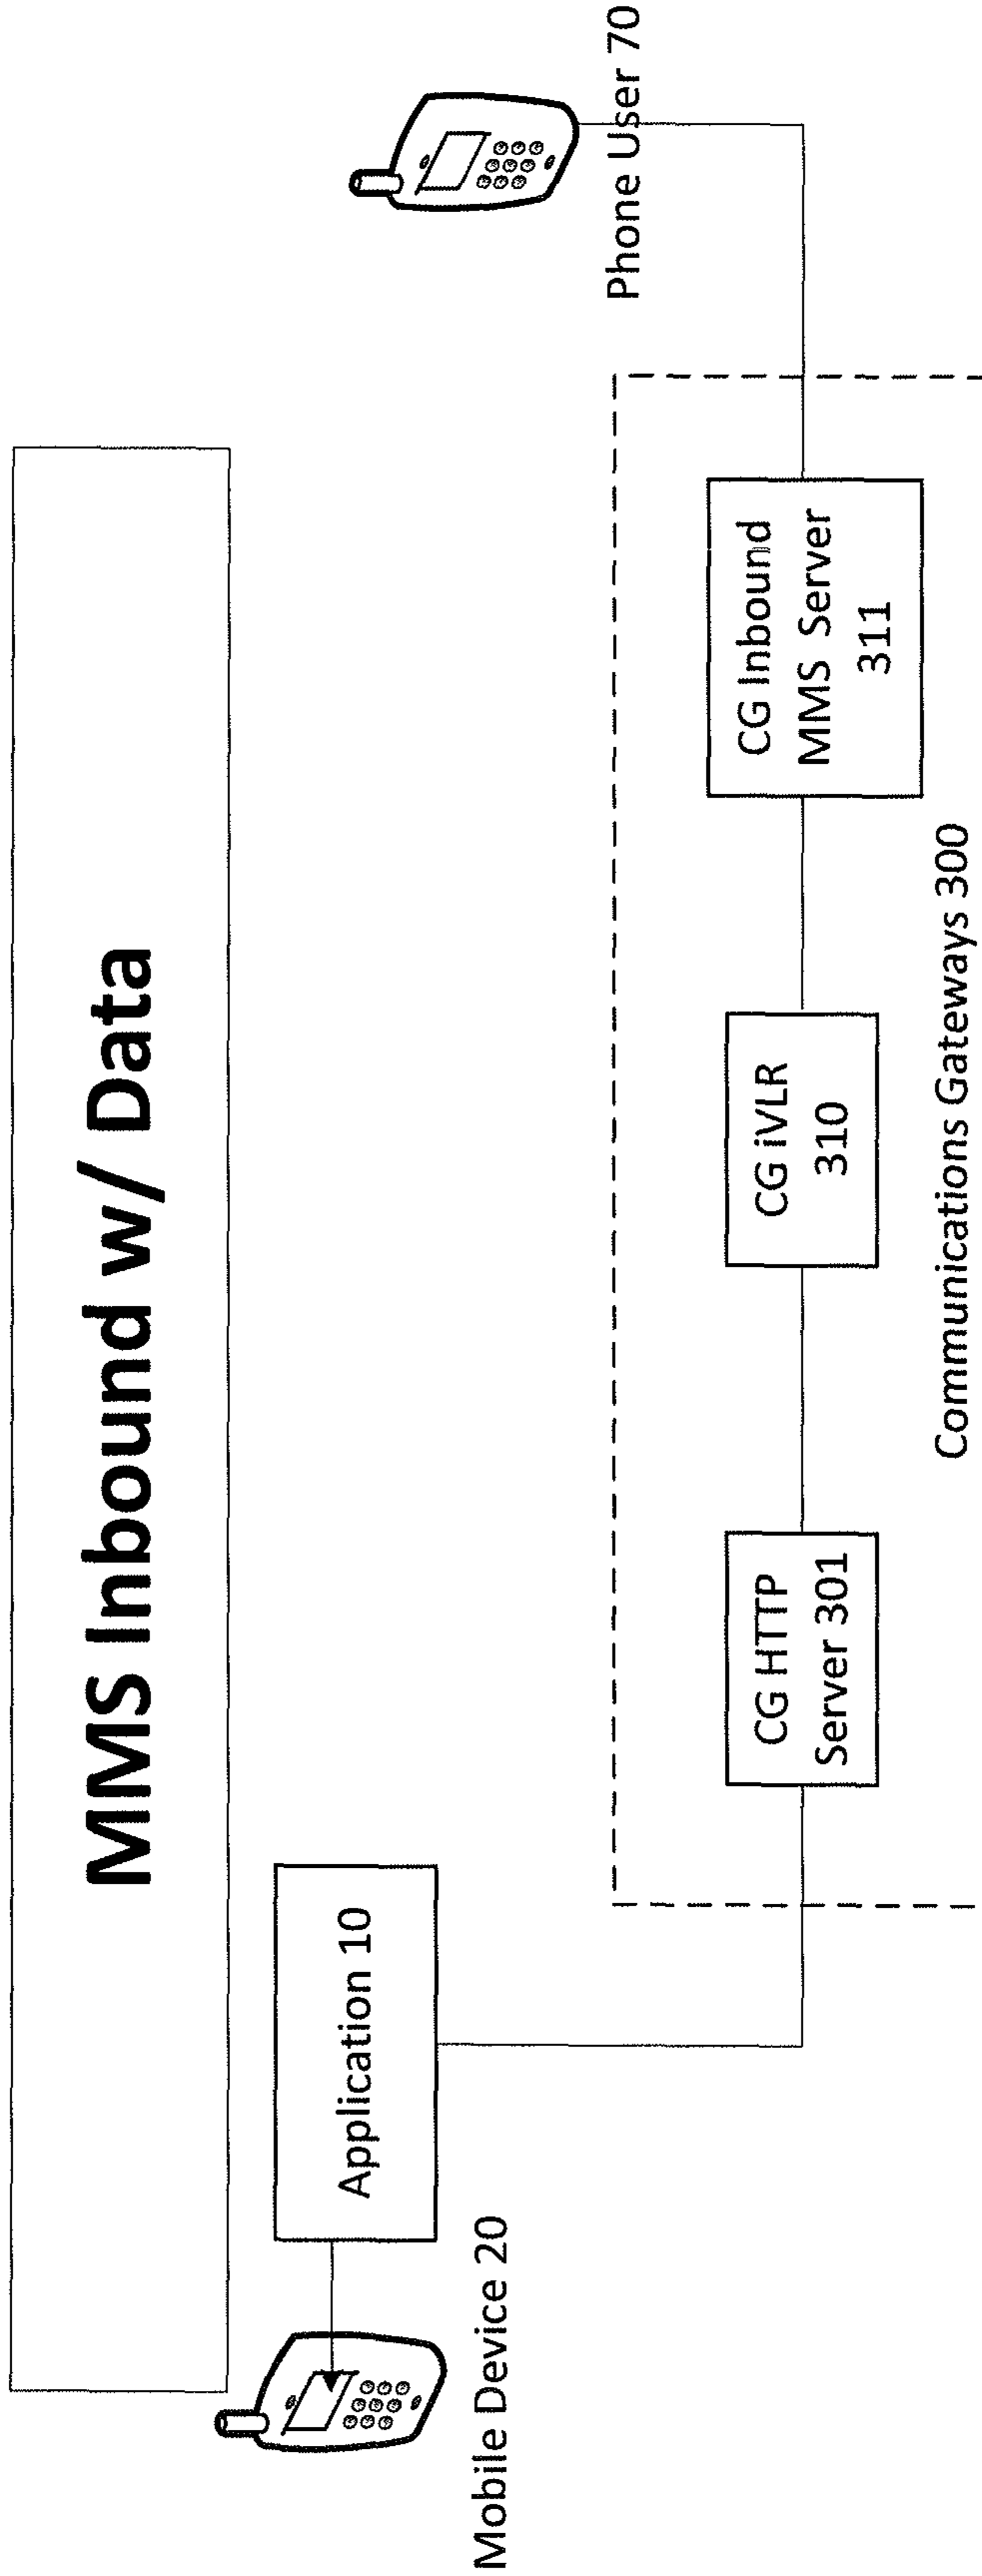 MMS Inbound w/ Data
Mobile Device 20
Application 10
Phone User 70
CG HTTP
Server 301
CG iVLR
310
CG Inbound
MMS Server
311
Communications Gateways 300